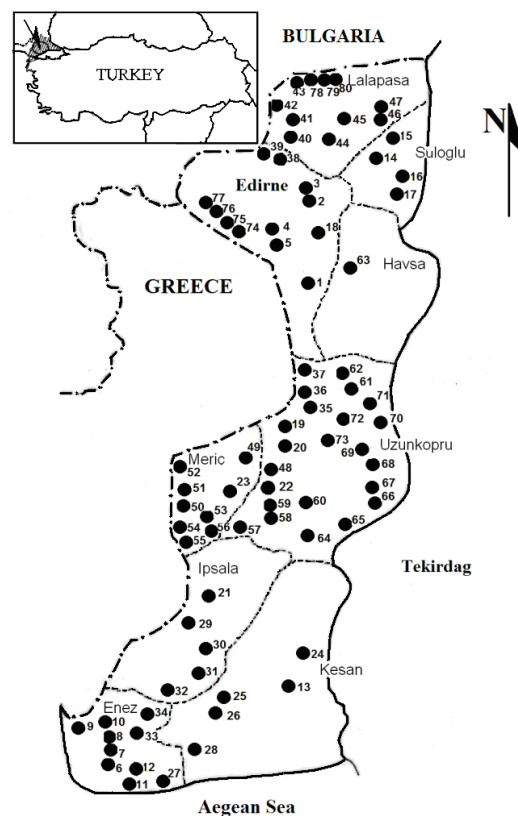 BULGARIA
TURKEY
43 78 79 80 Lalapasa
42 47
41 45 46
40 44 15
39 38 14 Suloglu
Edirne 3 16
77 2 17
76
75 74 4 18
5
63 Havsa
GREECE 1
N
37 62
36 61
35 71
19 72 70
20 73 Uzunkopru
49 69
Meric 48 68
52
51 23 22 67
50 59 60 66
53 58
54 56 57 65
55 64
Ipsala Tekirdag
21
29
30 24
31 Kesan
32 25 13
Enez 34 26
9 10
8 33
7 28
6 12 27
11
Aegean Sea